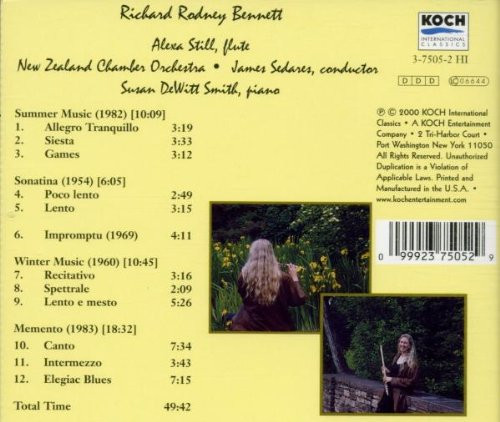 Richard Rodney Bennett
Alexa Still, flute
New Zealand Chamber Orchestra • James Sedares, conductor
Susan DeWitt Smith, piano
Summer Music (1982) [10:09]
1. Allegro Tranquillo 3:19
2. Siesta 3:33
3. Games 3:12
Sonatina (1954) [6:05]
4. Poco lento 2:49
5. Lento 3:15
6. Impromptu (1969) 4:11
Winter Music (1960) [10:45]
7. Recitativo 3:16
8. Spettrale 2:09
9. Lento e mesto 5:26
Memento (1983) [18:32]
10. Canto 7:34
11. Intermezzo 3:43
12. Elegiac Blues 7:15
Total Time 49:42
KOCH
INTERNATIONAL
CLASSICS
3-7505-2 HI
D D D LC 06644
℗ © 2000 KOCH International
Classics • A KOCH Entertainment
Company • 2 Tri-Harbor Court •
Port Washington New York 11050
All Rights Reserved. Unauthorized
Duplication is a Violation of
Applicable Laws. Printed and
Manufactured in the U.S.A. •
www.kochentertainment.com
0 99923 75052 9